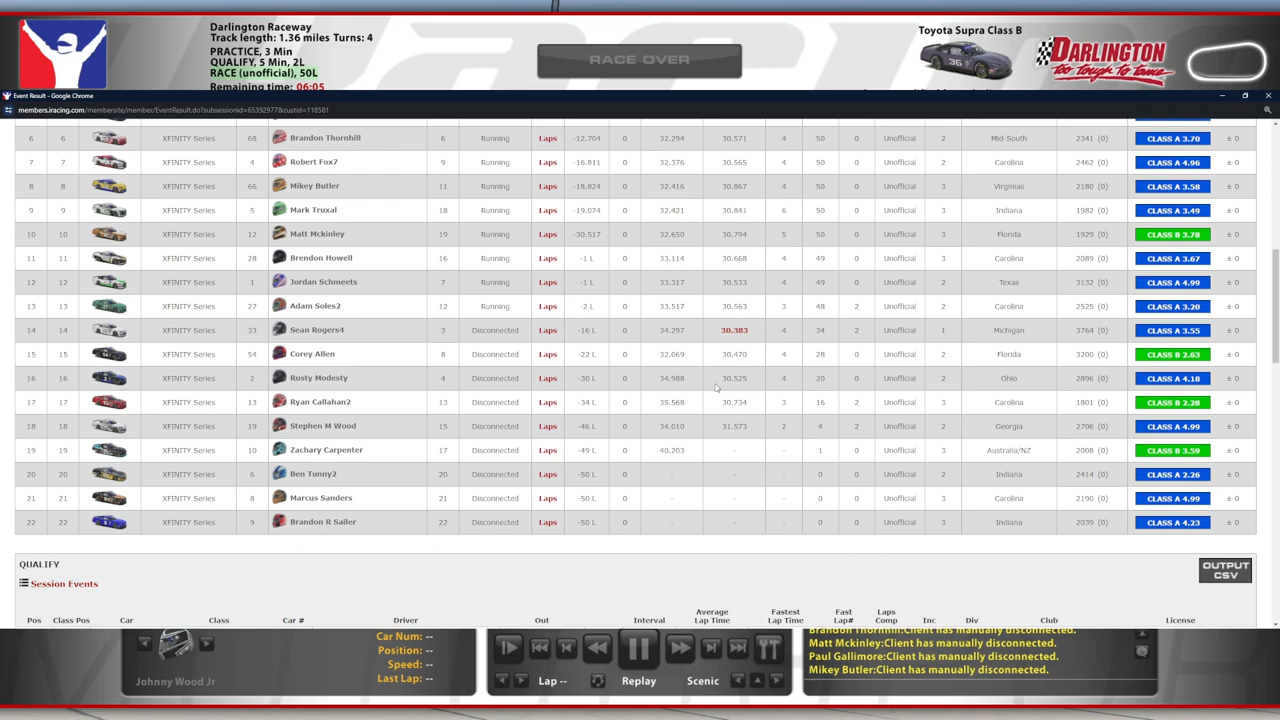 Darlington Raceway
Track length: 1.36 miles Turns: 4
PRACTICE, 3 Min
QUALIFY, 5 Min, 2L
RACE (unofficial), 50L
Remaining time: 06:05
RACE OVER
Toyota Supra Class B
36
DARLINGTON
too tough to tame
Event Result - Google Chrome
members.iracing.com/membersite/member/EventResult.do?subsessionid=65392977&custid=118581
6 6 XFINITY Series 68 Brandon Thornhill 6 Running Laps -12.704 0 32.294 30.571 4 50 0 Unofficial 2 Mid-South 2341 (0) CLASS A 3.70 ± 0
7 7 XFINITY Series 4 Robert Fox7 9 Running Laps -16.811 0 32.376 30.565 4 50 0 Unofficial 2 Carolina 2462 (0) CLASS A 4.96 ± 0
8 8 XFINITY Series 66 Mikey Butler 11 Running Laps -18.824 0 32.416 30.867 4 50 0 Unofficial 3 Virginias 2180 (0) CLASS A 3.58 ± 0
9 9 XFINITY Series 5 Mark Truxal 18 Running Laps -19.074 0 32.421 30.841 6 50 0 Unofficial 3 Indiana 1982 (0) CLASS A 3.49 ± 0
10 10 XFINITY Series 12 Matt Mckinley 19 Running Laps -30.517 0 32.650 30.794 5 50 0 Unofficial 3 Florida 1929 (0) CLASS B 3.78 ± 0
11 11 XFINITY Series 28 Brendon Howell 16 Running Laps -1 L 0 33.114 30.668 4 49 0 Unofficial 3 Carolina 2089 (0) CLASS A 3.67 ± 0
12 12 XFINITY Series 1 Jordan Schmeets 7 Running Laps -1 L 0 33.317 30.533 4 49 0 Unofficial 2 Texas 3132 (0) CLASS A 4.99 ± 0
13 13 XFINITY Series 27 Adam Soles2 12 Running Laps -2 L 0 33.517 30.563 3 48 2 Unofficial 2 Carolina 2525 (0) CLASS A 3.20 ± 0
14 14 XFINITY Series 33 Sean Rogers4 3 Disconnected Laps -16 L 0 34.297 30.383 4 34 2 Unofficial 1 Michigan 3764 (0) CLASS A 3.55 ± 0
15 15 XFINITY Series 54 Corey Allen 8 Disconnected Laps -22 L 0 32.069 30.470 4 28 0 Unofficial 2 Florida 3200 (0) CLASS B 2.63 ± 0
16 16 XFINITY Series 2 Rusty Modesty 4 Disconnected Laps -30 L 0 34.988 30.525 4 20 0 Unofficial 2 Ohio 2896 (0) CLASS A 4.18 ± 0
17 17 XFINITY Series 13 Ryan Callahan2 13 Disconnected Laps -34 L 0 35.568 30.734 3 16 2 Unofficial 3 Carolina 1801 (0) CLASS B 2.28 ± 0
18 18 XFINITY Series 19 Stephen M Wood 15 Disconnected Laps -46 L 0 34.010 31.573 2 4 2 Unofficial 2 Georgia 2706 (0) CLASS A 4.99 ± 0
19 19 XFINITY Series 10 Zachary Carpenter 17 Disconnected Laps -49 L 0 40.203 - - 1 0 Unofficial 3 Australia/NZ 2008 (0) CLASS B 3.59 ± 0
20 20 XFINITY Series 6 Ben Tunny2 20 Disconnected Laps -50 L 0 - - - 0 0 Unofficial 2 Indiana 2414 (0) CLASS A 2.26 ± 0
21 21 XFINITY Series 8 Marcus Sanders 21 Disconnected Laps -50 L 0 - - - 0 0 Unofficial 3 Carolina 2190 (0) CLASS A 4.99 ± 0
22 22 XFINITY Series 9 Brandon R Sailer 22 Disconnected Laps -50 L 0 - - - 0 0 Unofficial 3 Indiana 2039 (0) CLASS A 4.23 ± 0
QUALIFY
Session Events
OUTPUT CSV
Pos Class Pos Car Class Car # Driver Out Interval Average Lap Time Fastest Lap Time Fast Lap# Laps Comp Inc Div Club License
Johnny Wood Jr
Car Num: --
Position: --
Speed: --
Last Lap: --
Lap --
Replay
Scenic
Brandon Thornhill:Client has manually disconnected.
Matt Mckinley:Client has manually disconnected.
Paul Gallimore:Client has manually disconnected.
Mikey Butler:Client has manually disconnected.